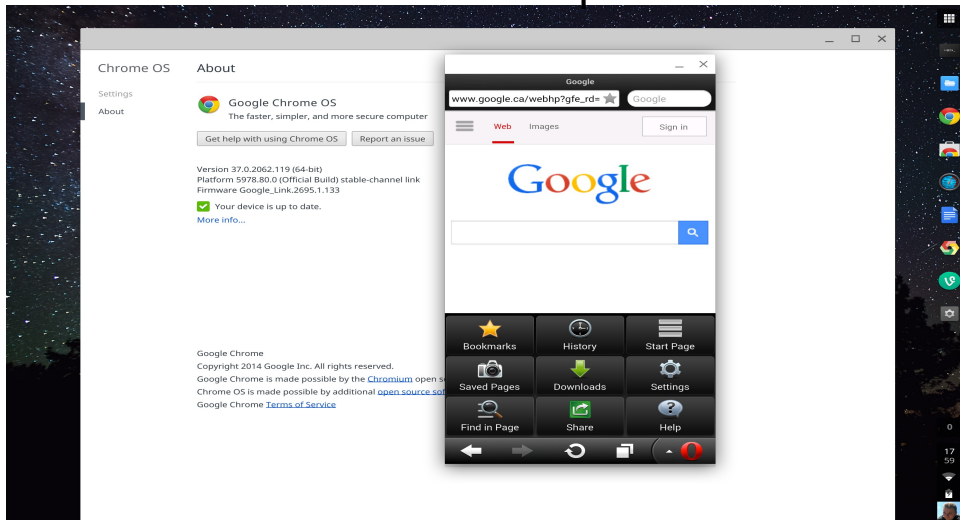 Chrome OS
Settings
About
About
Google Chrome OS
The faster, simpler, and more secure computer
Get help with using Chrome OS
Report an issue
Version 37.0.2062.119 (64-bit)
Platform 5978.80.0 (Official Build) stable-channel link
Firmware Google_Link.2695.1.133
Your device is up to date.
More info...
Google Chrome
Copyright 2014 Google Inc. All rights reserved.
Google Chrome is made possible by the Chromium open
Chrome OS is made possible by additional open source
Google Chrome Terms of Service
Google
www.google.ca/webhp?gfe_rd=
Google
Web Images
Sign in
Google
Bookmarks History Start Page
Saved Pages Downloads Settings
Find in Page Share Help
0
17
59